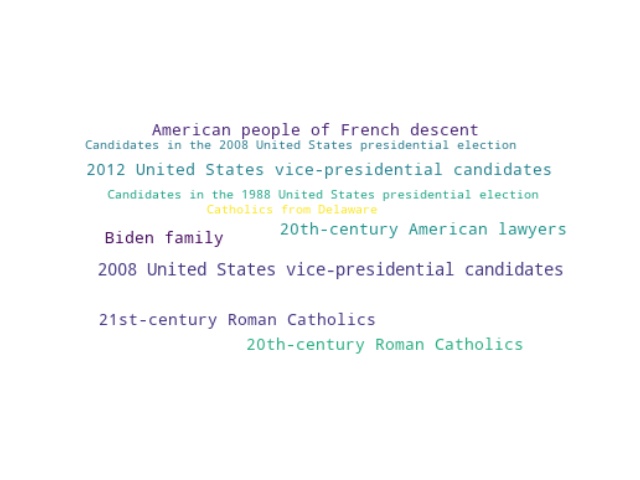 American people of French descent
Candidates in the 2008 United States presidential election
2012 United States vice-presidential candidates
Candidates in the 1988 United States presidential election
Catholics from Delaware
20th-century American lawyers
Biden family
2008 United States vice-presidential candidates
21st-century Roman Catholics
20th-century Roman Catholics